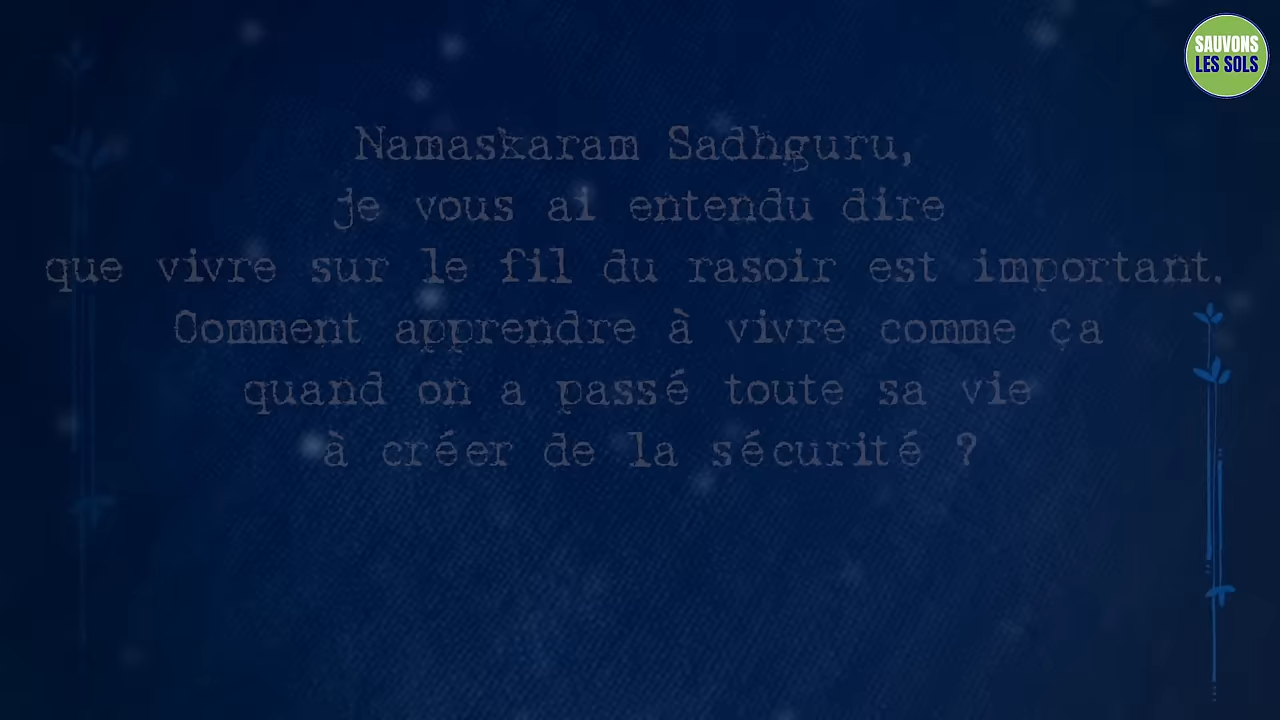 SAUVONS
LES SOLS
Namaskaram Sadhguru,
je vous ai entendu dire
que vivre sur le fil du rasoir est important.
Comment apprendre à vivre comme ça
quand on a passé toute sa vie
à créer de la sécurité ?